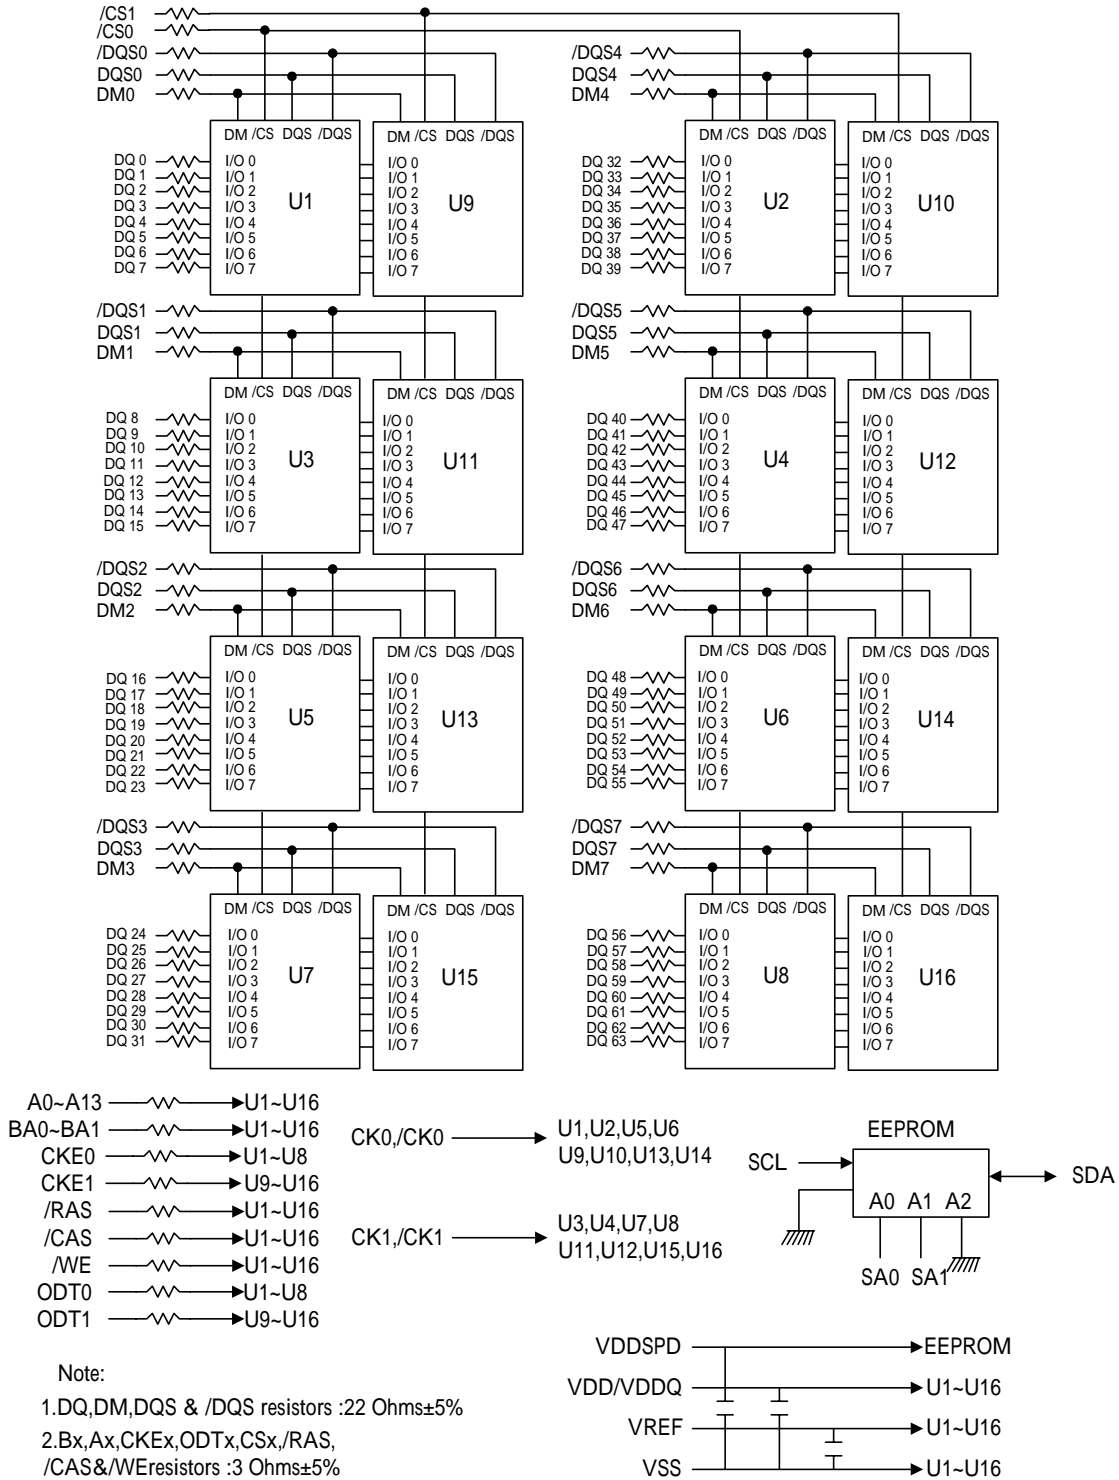 /CS1
/CS0
/DQS0
DQS0
DM0
DM /CS DQS /DQS
DQ 0 I/O 0
DQ 1 I/O 1
DQ 2 I/O 2
DQ 3 I/O 3
DQ 4 I/O 4
DQ 5 I/O 5
DQ 6 I/O 6
DQ 7 I/O 7
U1
DM /CS DQS /DQS
I/O 0
I/O 1
I/O 2
I/O 3
I/O 4
I/O 5
I/O 6
I/O 7
U9
/DQS4
DQS4
DM4
DM /CS DQS /DQS
DQ 32 I/O 0
DQ 33 I/O 1
DQ 34 I/O 2
DQ 35 I/O 3
DQ 36 I/O 4
DQ 37 I/O 5
DQ 38 I/O 6
DQ 39 I/O 7
U2
DM /CS DQS /DQS
I/O 0
I/O 1
I/O 2
I/O 3
I/O 4
I/O 5
I/O 6
I/O 7
U10
/DQS1
DQS1
DM1
DM /CS DQS /DQS
DQ 8 I/O 0
DQ 9 I/O 1
DQ 10 I/O 2
DQ 11 I/O 3
DQ 12 I/O 4
DQ 13 I/O 5
DQ 14 I/O 6
DQ 15 I/O 7
U3
DM /CS DQS /DQS
I/O 0
I/O 1
I/O 2
I/O 3
I/O 4
I/O 5
I/O 6
I/O 7
U11
/DQS5
DQS5
DM5
DM /CS DQS /DQS
DQ 40 I/O 0
DQ 41 I/O 1
DQ 42 I/O 2
DQ 43 I/O 3
DQ 44 I/O 4
DQ 45 I/O 5
DQ 46 I/O 6
DQ 47 I/O 7
U4
DM /CS DQS /DQS
I/O 0
I/O 1
I/O 2
I/O 3
I/O 4
I/O 5
I/O 6
I/O 7
U12
/DQS2
DQS2
DM2
DM /CS DQS /DQS
DQ 16 I/O 0
DQ 17 I/O 1
DQ 18 I/O 2
DQ 19 I/O 3
DQ 20 I/O 4
DQ 21 I/O 5
DQ 22 I/O 6
DQ 23 I/O 7
U5
DM /CS DQS /DQS
I/O 0
I/O 1
I/O 2
I/O 3
I/O 4
I/O 5
I/O 6
I/O 7
U13
/DQS6
DQS6
DM6
DM /CS DQS /DQS
DQ 48 I/O 0
DQ 49 I/O 1
DQ 50 I/O 2
DQ 51 I/O 3
DQ 52 I/O 4
DQ 53 I/O 5
DQ 54 I/O 6
DQ 55 I/O 7
U6
DM /CS DQS /DQS
I/O 0
I/O 1
I/O 2
I/O 3
I/O 4
I/O 5
I/O 6
I/O 7
U14
/DQS3
DQS3
DM3
DM /CS DQS /DQS
DQ 24 I/O 0
DQ 25 I/O 1
DQ 26 I/O 2
DQ 27 I/O 3
DQ 28 I/O 4
DQ 29 I/O 5
DQ 30 I/O 6
DQ 31 I/O 7
U7
DM /CS DQS /DQS
I/O 0
I/O 1
I/O 2
I/O 3
I/O 4
I/O 5
I/O 6
I/O 7
U15
/DQS7
DQS7
DM7
DM /CS DQS /DQS
DQ 56 I/O 0
DQ 57 I/O 1
DQ 58 I/O 2
DQ 59 I/O 3
DQ 60 I/O 4
DQ 61 I/O 5
DQ 62 I/O 6
DQ 63 I/O 7
U8
DM /CS DQS /DQS
I/O 0
I/O 1
I/O 2
I/O 3
I/O 4
I/O 5
I/O 6
I/O 7
U16
A0~A13 U1~U16
BA0~BA1 U1~U16
CKE0 U1~U8
CKE1 U9~U16
/RAS U1~U16
/CAS U1~U16
/WE U1~U16
ODT0 U1~U8
ODT1 U9~U16
CK0,/CK0 U1,U2,U5,U6
U9,U10,U13,U14
CK1,/CK1 U3,U4,U7,U8
U11,U12,U15,U16
EEPROM
SCL SDA
A0 A1 A2
SA0 SA1
VDDSPD EEPROM
VDD/VDDQ U1~U16
VREF U1~U16
VSS U1~U16
Note:
1.DQ,DM,DQS & /DQS resistors :22 Ohms±5%
2.Bx,Ax,CKEx,ODTx,CSx,/RAS,
/CAS&/WEresistors :3 Ohms±5%